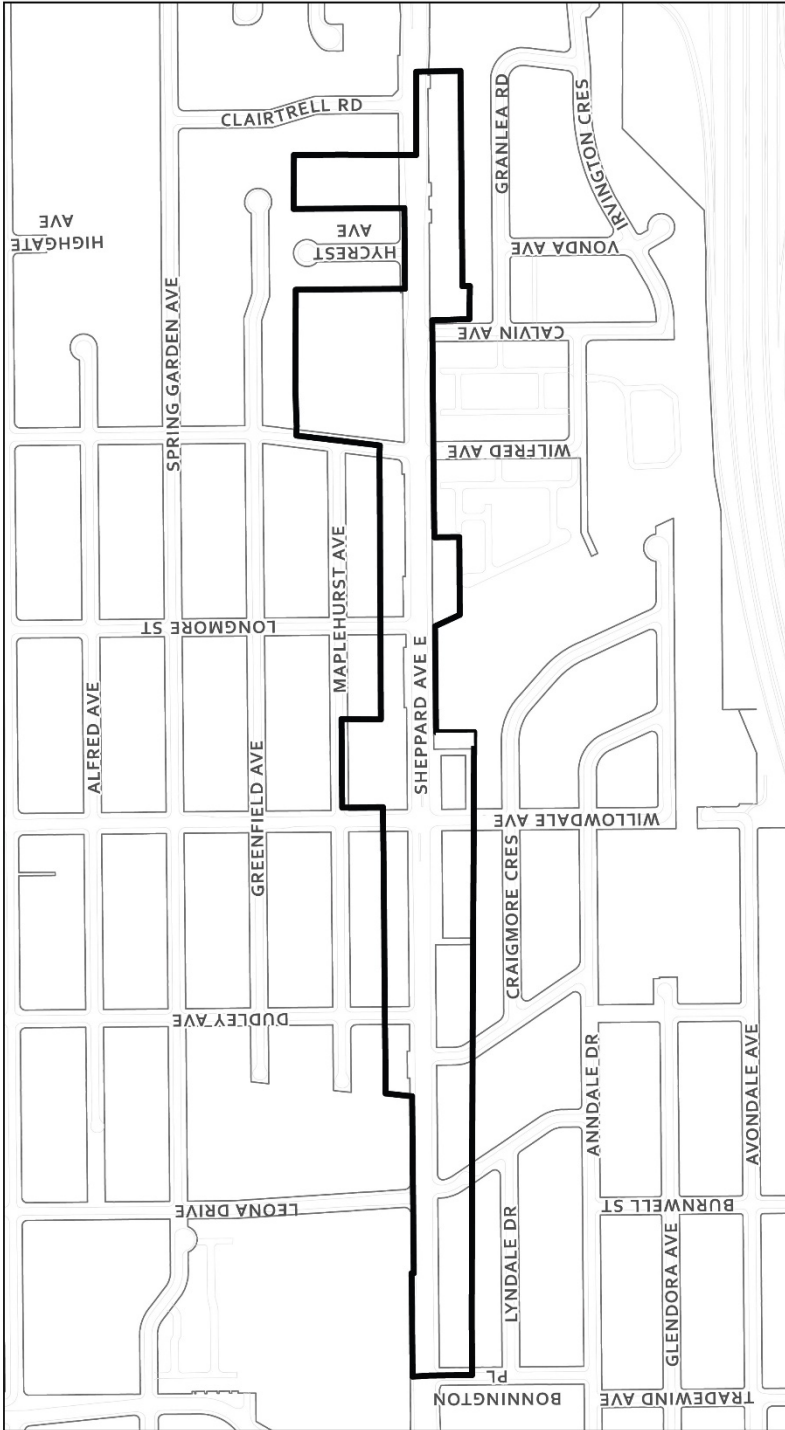 CLAIRTRELL RD
GRANLEA RD
IRVINGTON CRES
HIGHGATE
AVE
HYCREST
AVE
VONDA AVE
SPRING GARDEN AVE
CALVIN AVE
WILFRED AVE
MAPLEHURST AVE
LONGMORE ST
SHEPPARD AVE E
ALFRED AVE
GREENFIELD AVE
WILLOWDALE AVE
CRAIGMORE CRES
DUDLEY AVE
ANNDALE DR
AVONDALE AVE
LEONA DRIVE
BURNWELL ST
LYNDALE DR
GLENDORA AVE
BONNINGTON
PL
TRADEWIND AVE